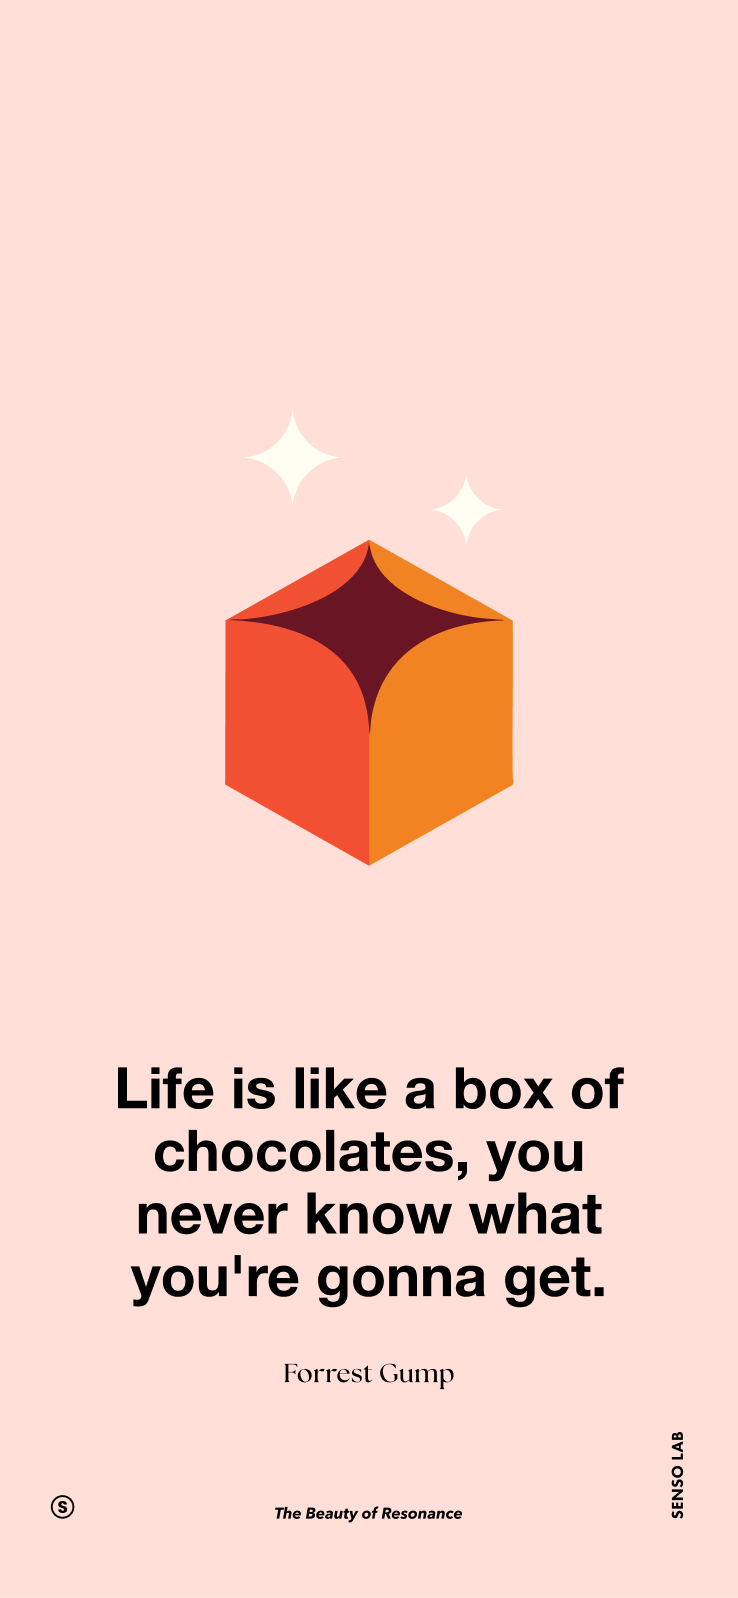 Life is like a box of
chocolates, you
never know what
you're gonna get.
Forrest Gump
SENSO LAB
S
The Beauty of Resonance